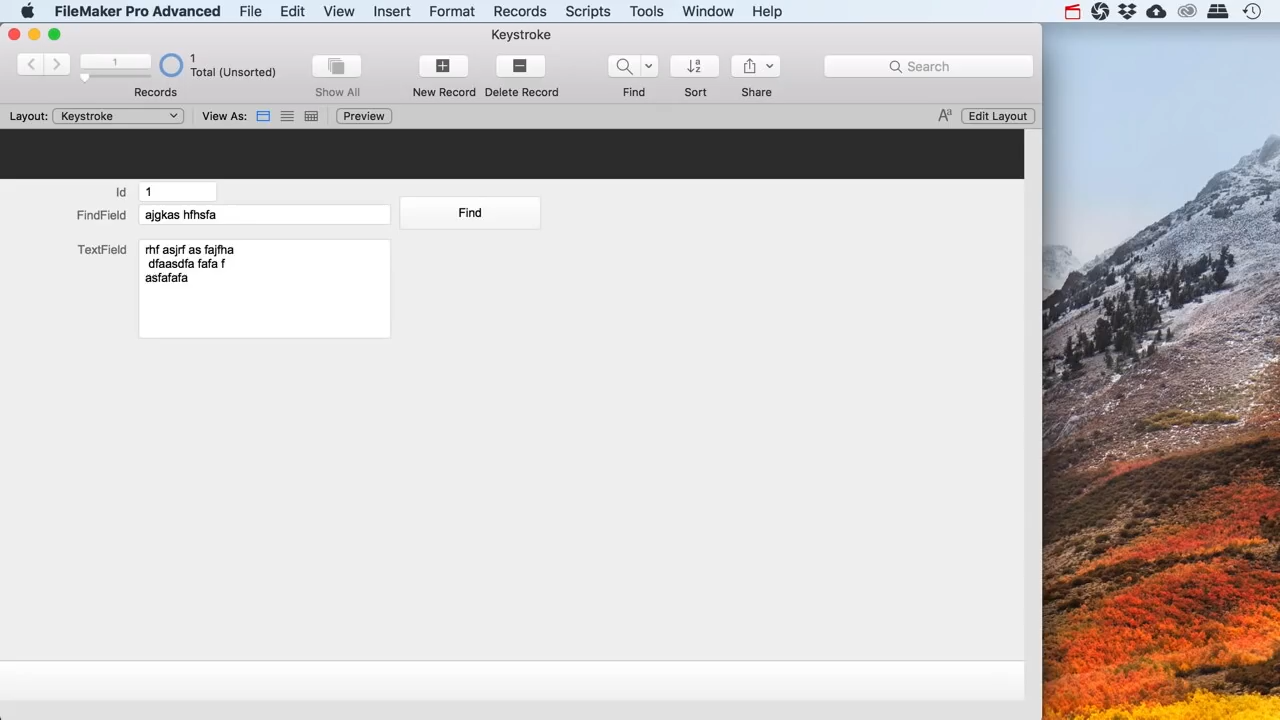 FileMaker Pro Advanced File Edit View Insert Format Records Scripts Tools Window Help
Keystroke
1
1
Total (Unsorted)
Records
Show All
New Record
Delete Record
Find
Sort
Share
Search
Layout: Keystroke View As: Preview Aa Edit Layout
Id 1
FindField ajgkas hfhsfa
Find
TextField rhf asjrf as fajfha
dfaasdfa fafa f
asfafafa